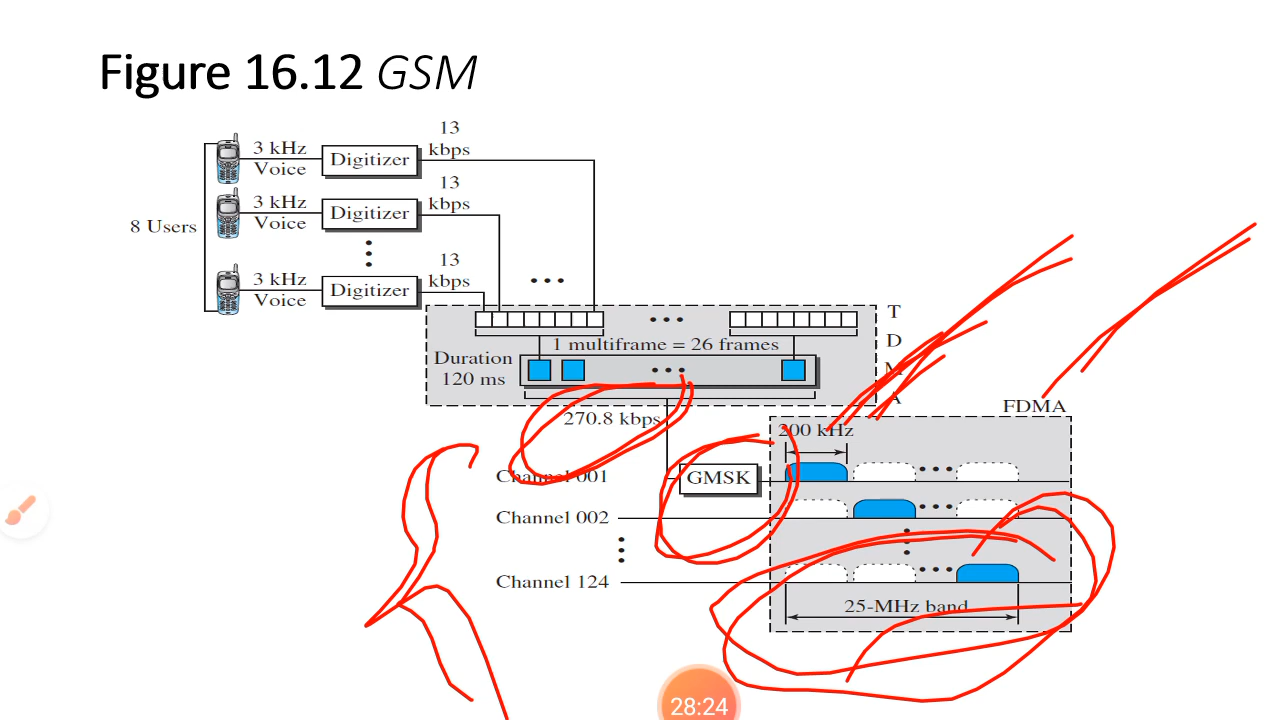 Figure 16.12 GSM
13
kbps
3 kHz
Voice
Digitizer
13
kbps
3 kHz
Voice
Digitizer
8 Users
13
kbps
3 kHz
Voice
Digitizer
T
D
M
A
1 multiframe = 26 frames
Duration
120 ms
270.8 kbps
FDMA
200 kHz
Channel 001
GMSK
Channel 002
Channel 124
25-MHz band
28:24